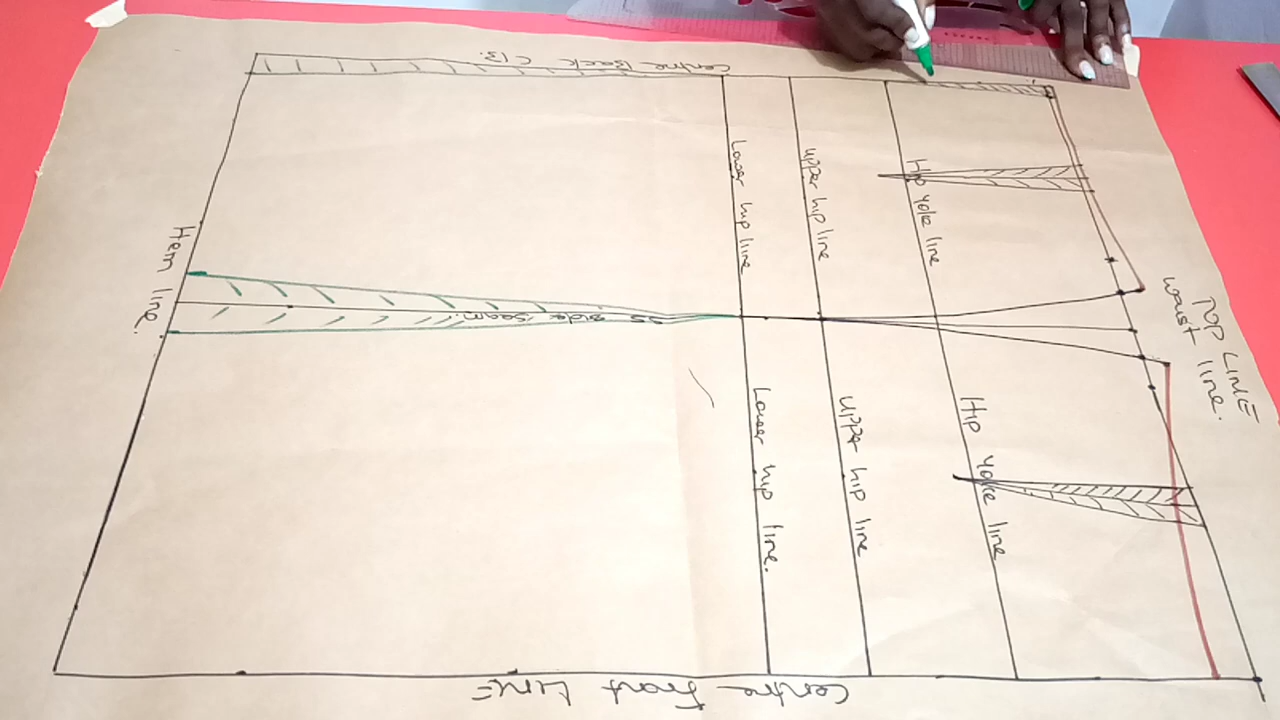 Centre Back C/B.
Lower hip line
upper hip line
Hip yoke line
TOP LINE
waist line.
Hem line.
side seam.
SS
Lower hip line.
upper hip line
Hip yoke line
Centre front LINE